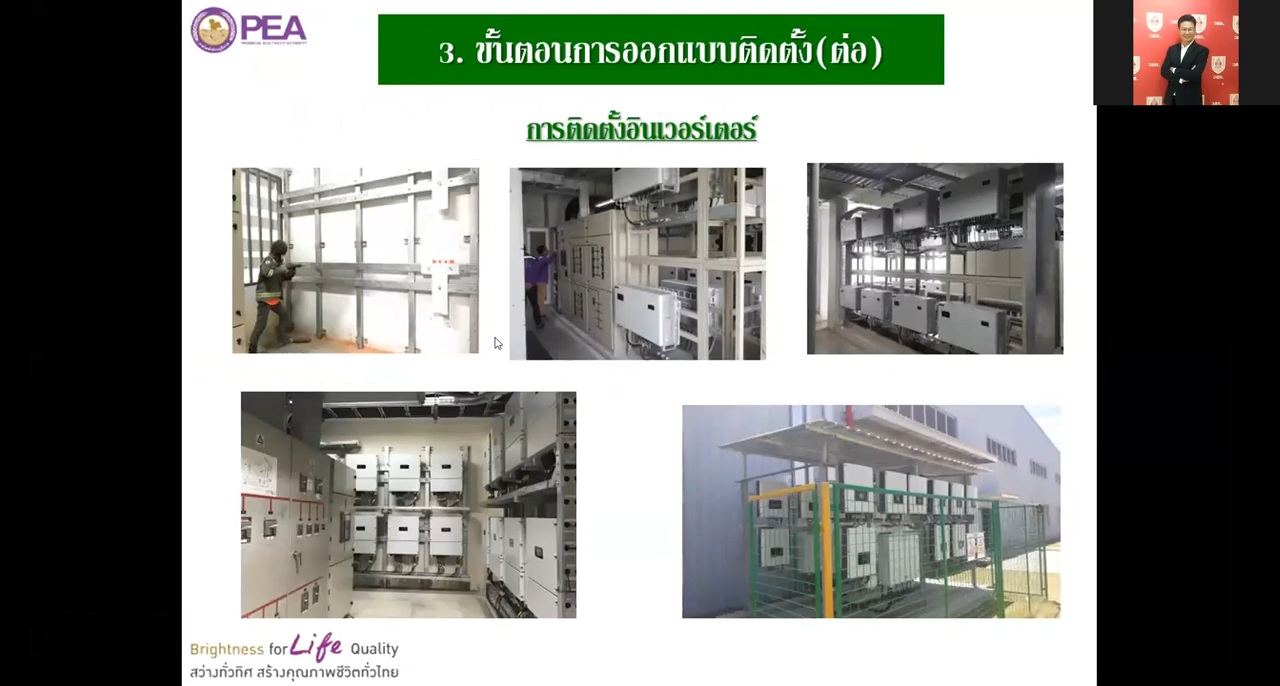 PEA
PROVINCIAL ELECTRICITY AUTHORITY
3. ขั้นตอนการออกแบบติดตั้ง(ต่อ)
การติดตั้งอินเวอร์เตอร์
Brightness for Life Quality
สว่างทั่วทิศ สร้างคุณภาพชีวิตทั่วไทย